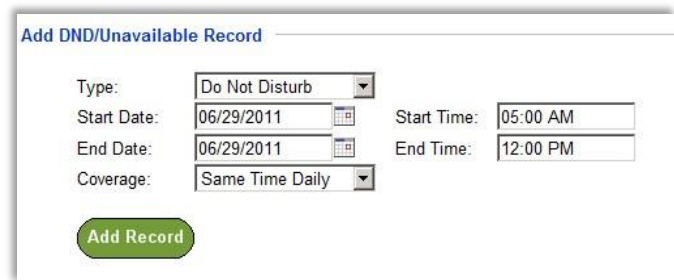 Add DND/Unavailable Record
Type: Do Not Disturb
Start Date: 06/29/2011 Start Time: 05:00 AM
End Date: 06/29/2011 End Time: 12:00 PM
Coverage: Same Time Daily
Add Record